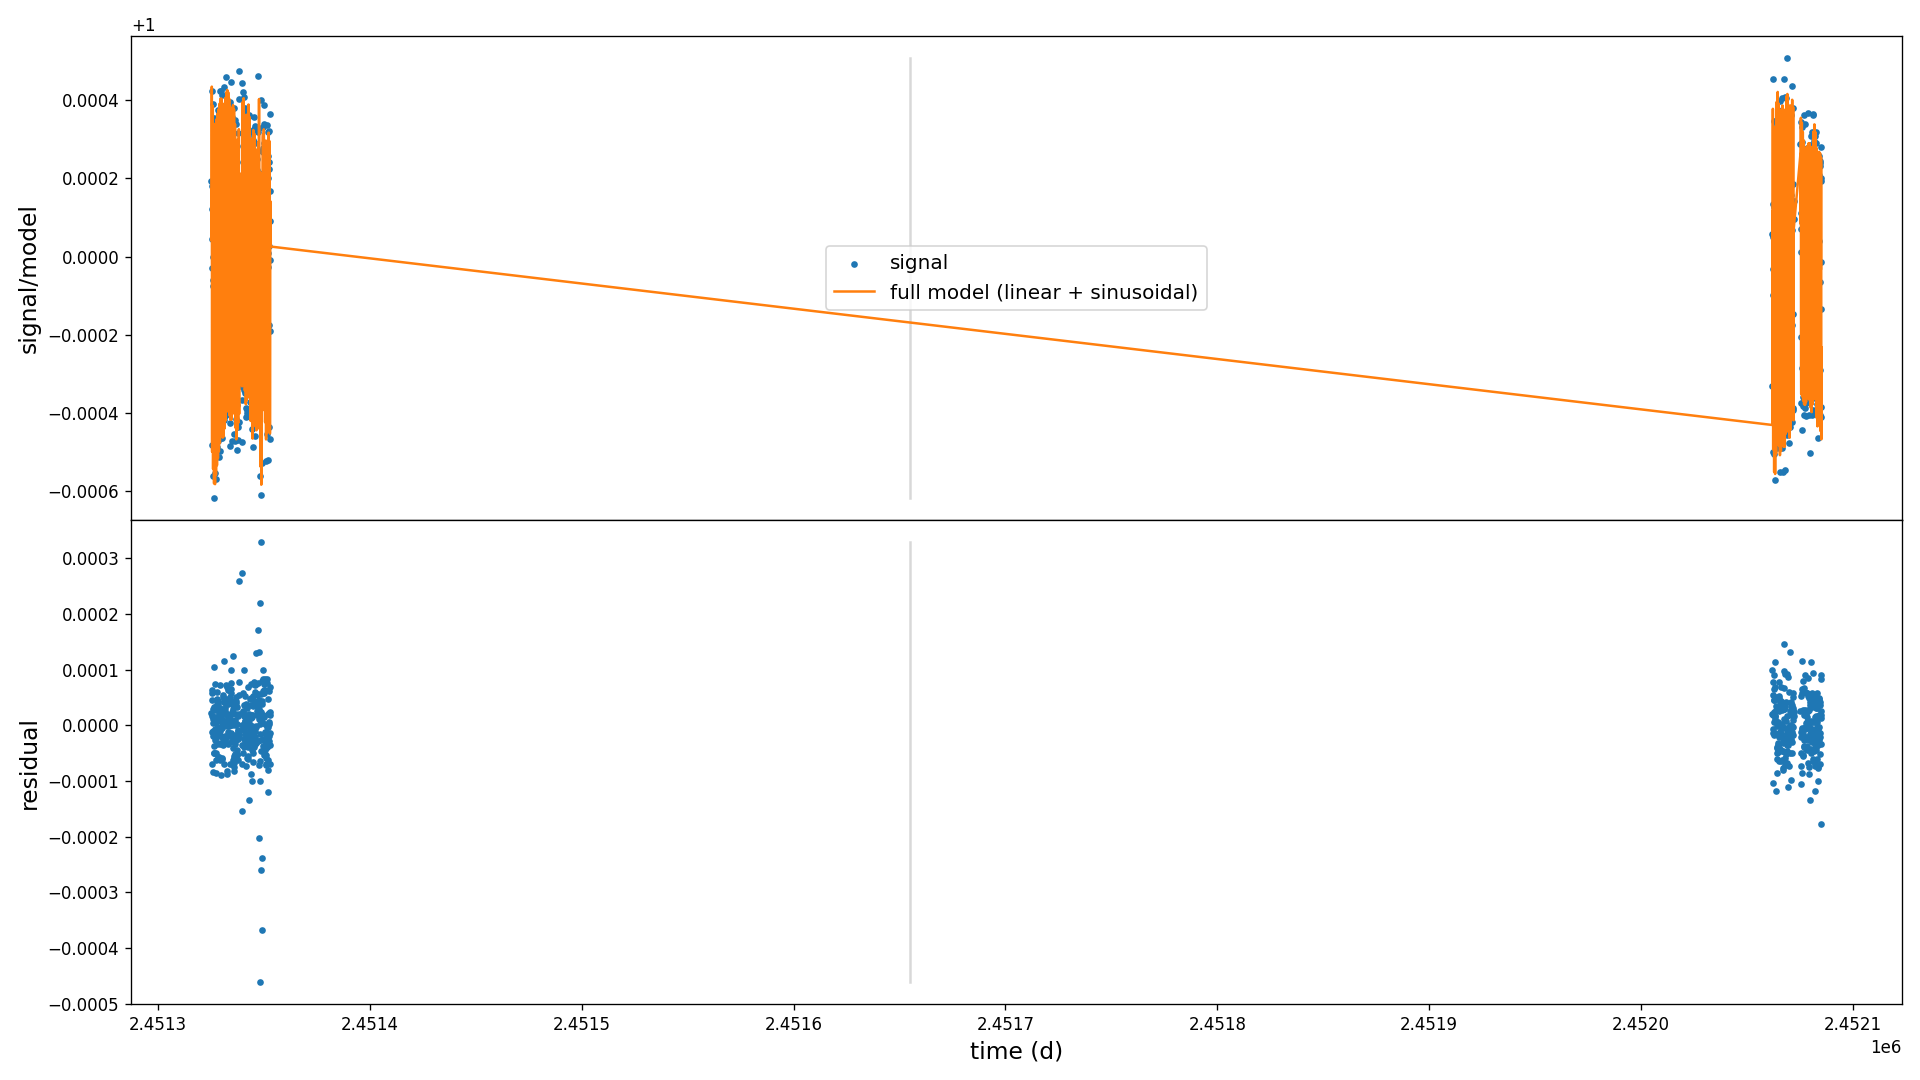 +1
0.0004
0.0002
0.0000
−0.0002
−0.0004
−0.0006
signal/model
signal
full model (linear + sinusoidal)
0.0003
0.0002
0.0001
0.0000
−0.0001
−0.0002
−0.0003
−0.0004
−0.0005
residual
2.4513 2.4514 2.4515 2.4516 2.4517 2.4518 2.4519 2.4520 2.4521
1e6
time (d)